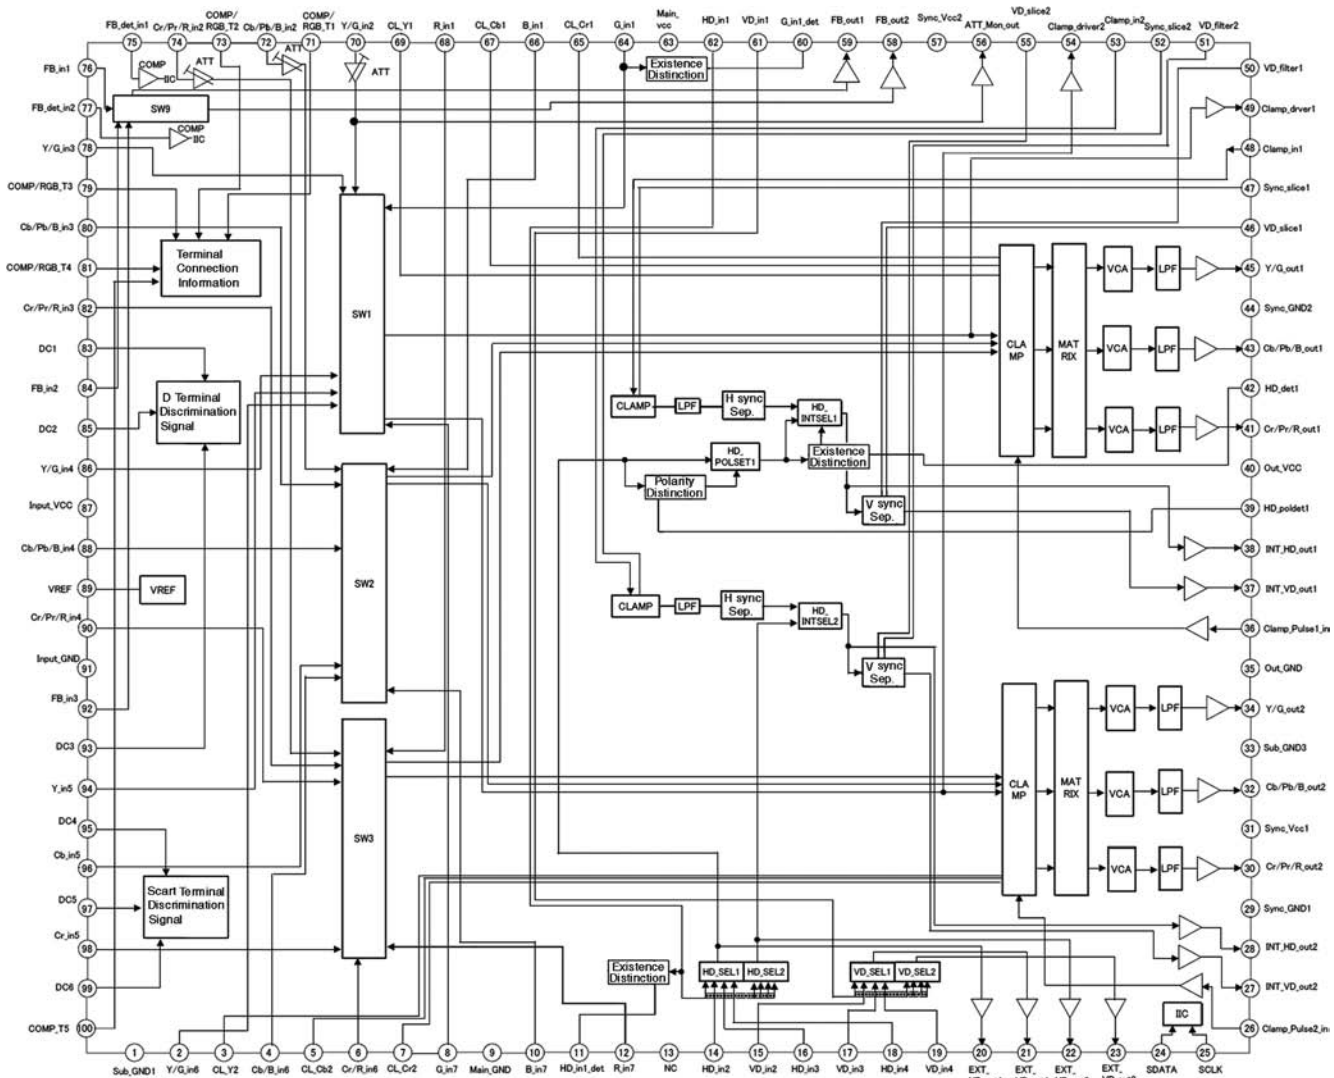 FB_det_in1
Cr/Pr/R_in2
COMP/
RGB_T2
Cb/Pb/B_in2
COMP/
RGB_T1
Y/G_in2
CL_Y1
R_in1
CL_Cb1
B_in1
CL_Cr1
G_in1
Main_
vcc
HD_in1
VD_in1
G_in1_det
FB_out1
FB_out2
Sync_Vcc2
ATT_Mon_out
VD_slice2
Clamp_driver2
Clamp_in2
Sync_slice2
VD_filter2
75 74 73 72 71 70 69 68 67 66 65 64 63 62 61 60 59 58 57 56 55 54 53 52 51
FB_in1 76
FB_det_in2 77
Y/G_in3 78
COMP/RGB_T3 79
Cb/Pb/B_in3 80
COMP/RGB_T4 81
Cr/Pr/R_in3 82
DC1 83
FB_in2 84
DC2 85
Y/G_in4 86
Input_VCC 87
Cb/Pb/B_in4 88
VREF 89
Cr/Pr/R_in4 90
Input_GND 91
FB_in3 92
DC3 93
Y_in5 94
DC4 95
Cb_in5 96
DC5 97
Cr_in5 98
DC6 99
COMP_T5 100
COMP
IIC
ATT
ATT
ATT
SW9
COMP
IIC
Existence
Distinction
Terminal
Connection
Information
D Terminal
Discrimination
Signal
VREF
Scart Terminal
Discrimination
Signal
SW1
SW2
SW3
CLAMP
LPF
H sync
Sep.
HD_
INTSEL1
HD_
POLSET1
Existence
Distinction
Polarity
Distinction
V sync
Sep.
CLAMP
LPF
H sync
Sep.
HD_
INTSEL2
V sync
Sep.
CLA
MP
MAT
RIX
VCA
LPF
VCA
LPF
VCA
LPF
CLA
MP
MAT
RIX
VCA
LPF
VCA
LPF
VCA
LPF
Existence
Distinction
HD_SEL1
HD_SEL2
VD_SEL1
VD_SEL2
IIC
50 VD_filter1
49 Clamp_drver1
48 Clamp_in1
47 Sync_slice1
46 VD_slice1
45 Y/G_out1
44 Sync_GND2
43 Cb/Pb/B_out1
42 HD_det1
41 Cr/Pr/R_out1
40 Out_VCC
39 HD_poldet1
38 INT_HD_out1
37 INT_VD_out1
36 Clamp_Pulse1_in
35 Out_GND
34 Y/G_out2
33 Sub_GND3
32 Cb/Pb/B_out2
31 Sync_Vcc1
30 Cr/Pr/R_out2
29 Sync_GND1
28 INT_HD_out2
27 INT_VD_out2
26 Clamp_Pulse2_in
1 2 3 4 5 6 7 8 9 10 11 12 13 14 15 16 17 18 19 20 21 22 23 24 25
Sub_GND1
Y/G_in6
CL_Y2
Cb/B_in6
CL_Cb2
Cr/R_in6
CL_Cr2
G_in7
Main_GND
B_in7
HD_in1_det
R_in7
NC
HD_in2
VD_in2
HD_in3
VD_in3
HD_in4
VD_in4
EXT_
EXT_
EXT_
EXT_
SDATA
SCLK